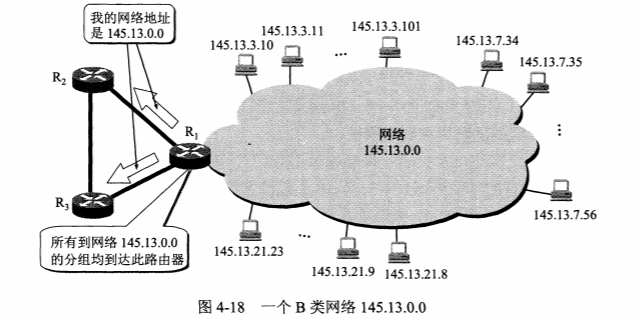 我的网络地址
是 145.13.0.0
145.13.3.10
145.13.3.11
...
145.13.3.101
145.13.7.34
145.13.7.35
R₂
R₁
网络
145.13.0.0
...
R₃
145.13.7.56
所有到网络 145.13.0.0
的分组均到达此路由器
145.13.21.23
...
145.13.21.9
145.13.21.8
图 4-18 一个 B 类网络 145.13.0.0